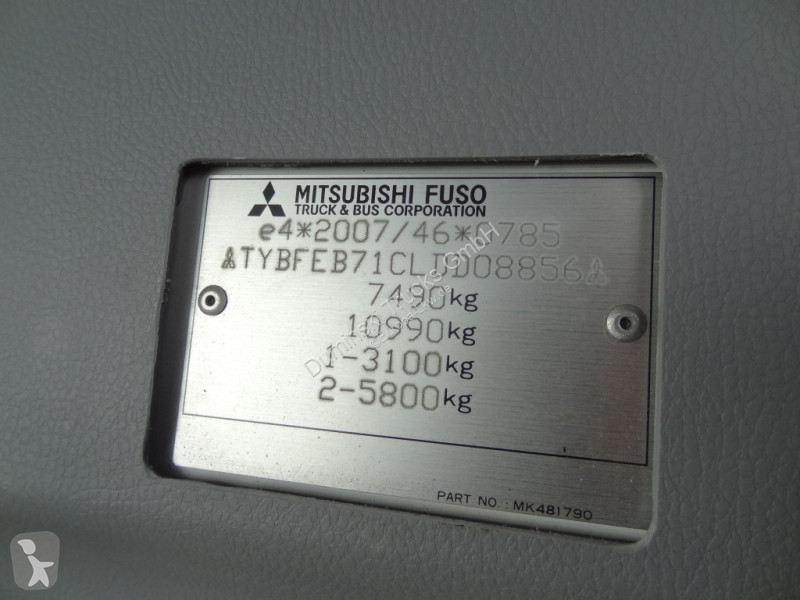 MITSUBISHI FUSO
TRUCK & BUS CORPORATION
e4*2007/46*0785
TYBFEB71CLDD08856
7490kg
10990kg
1-3100kg
2-5800kg
PART NO.: MK481790